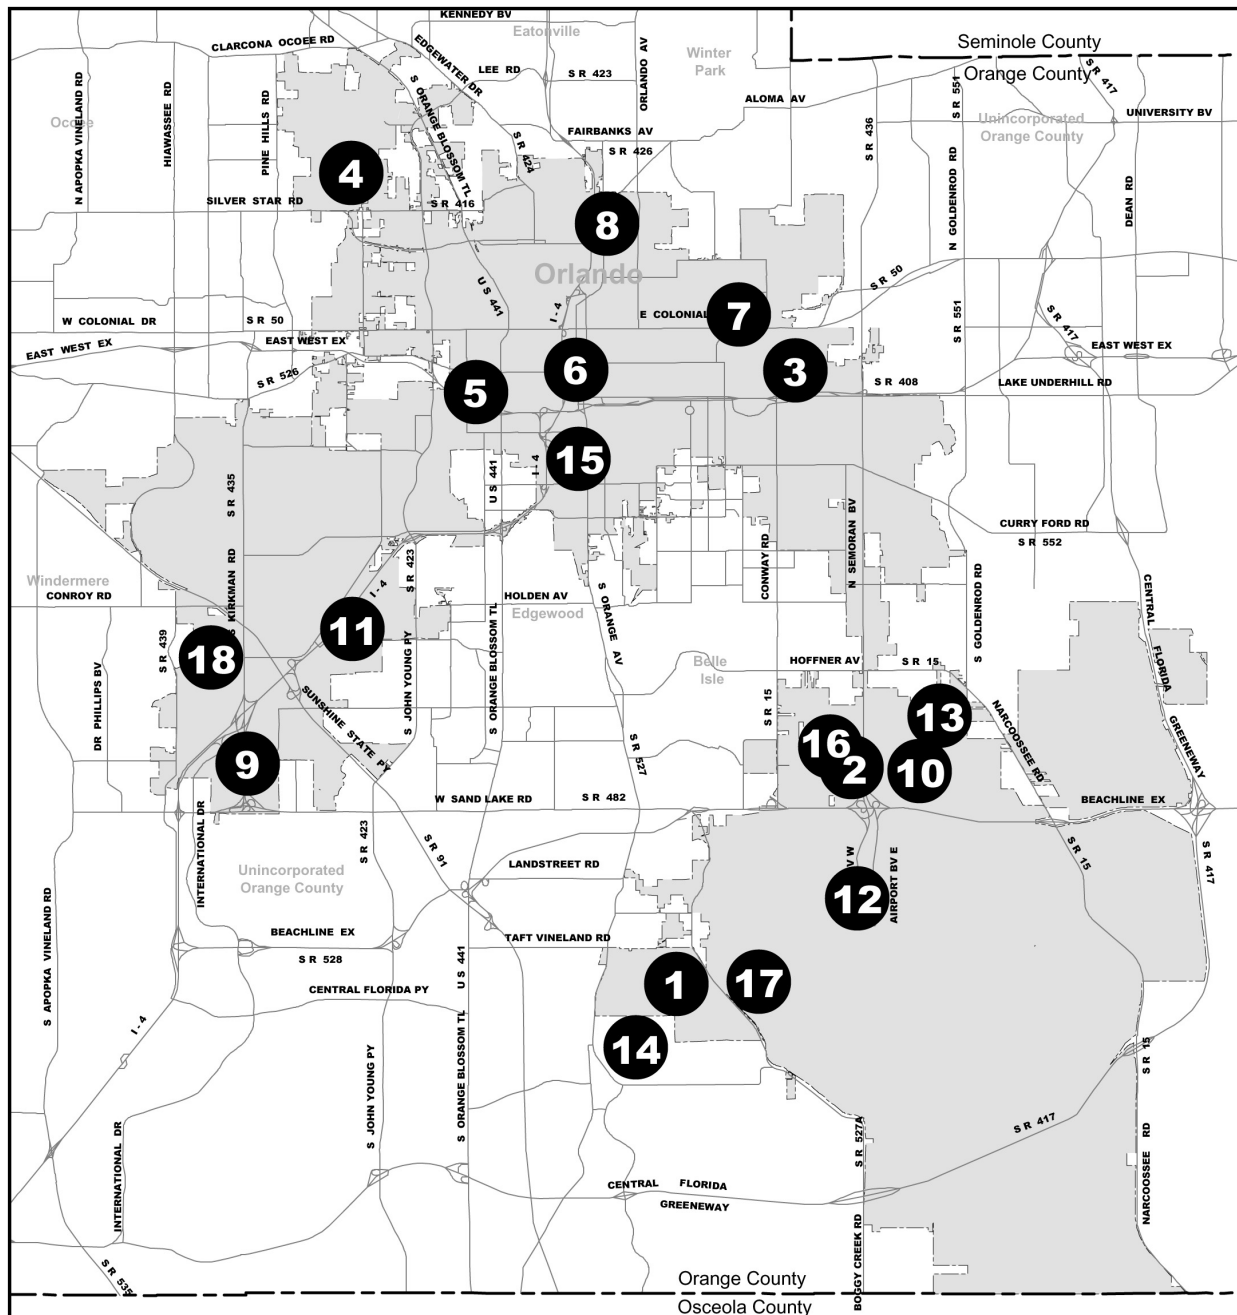 KENNEDY BV
Eatonville
Seminole County
CLARCONA OCOEE RD
EDGEWATER DR
Winter
Park
Orange County
LEE RD
S R 423
ORLANDO AV
S R 417
N APOPKA VINELAND RD
HIAWASSEE RD
PINE HILLS RD
S ORANGE BLOSSOM TL
ALOMA AV
S R 551
UNIVERSITY BV
Ocoee
FAIRBANKS AV
S R 436
Unincorporated
Orange County
S R 424
S R 426
4
N GOLDENROD RD
DEAN RD
SILVER STAR RD
S R 416
8
Orlando
U S 441
S R 50
I - 4
E COLONIAL
7
W COLONIAL DR
S R 50
S R 551
S R 417
EAST WEST EX
EAST WEST EX
EAST WEST EX
6
3
S R 526
5
S R 408
LAKE UNDERHILL RD
15
I - 4
U S 441
S R 435
N SEMORAN BV
CURRY FORD RD
S R 552
CONWAY RD
Windermere
CONROY RD
S KIRKMAN RD
I - 4
S R 423
HOLDEN AV
Edgewood
S ORANGE AV
S GOLDENROD RD
CENTRAL
FLORIDA
GREENEWAY
11
18
S R 439
S ORANGE BLOSSOM TL
Belle
Isle
HOFFNER AV
S R 15
DR PHILLIPS BV
SUNSHINE STATE PY
S JOHN YOUNG PY
S R 15
13
NARCOOSSEE RD
16
S R 527
9
2
10
W SAND LAKE RD
S R 482
BEACHLINE EX
INTERNATIONAL DR
S R 423
S R 91
LANDSTREET RD
V W
AIRPORT BV E
S R 15
S R 417
Unincorporated
Orange County
12
S APOPKA VINELAND RD
BEACHLINE EX
S R 528
TAFT VINELAND RD
U S 441
CENTRAL FLORIDA PY
1
17
I - 4
14
S R 15
S JOHN YOUNG PY
S ORANGE BLOSSOM TL
INTERNATIONAL DR
S R 527A
S R 417
NARCOOSSEE RD
CENTRAL FLORIDA
GREENEWAY
BOGGY CREEK RD
S R 535
Orange County
Osceola County